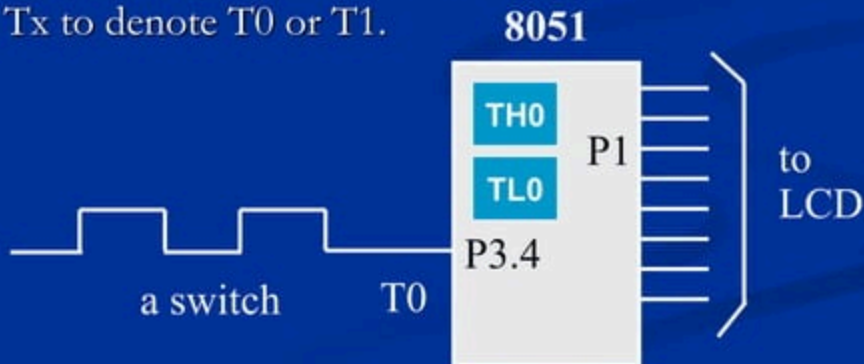 Tx to denote T0 or T1.
8051
TH0
P1
TL0
to
LCD
P3.4
a switch
T0